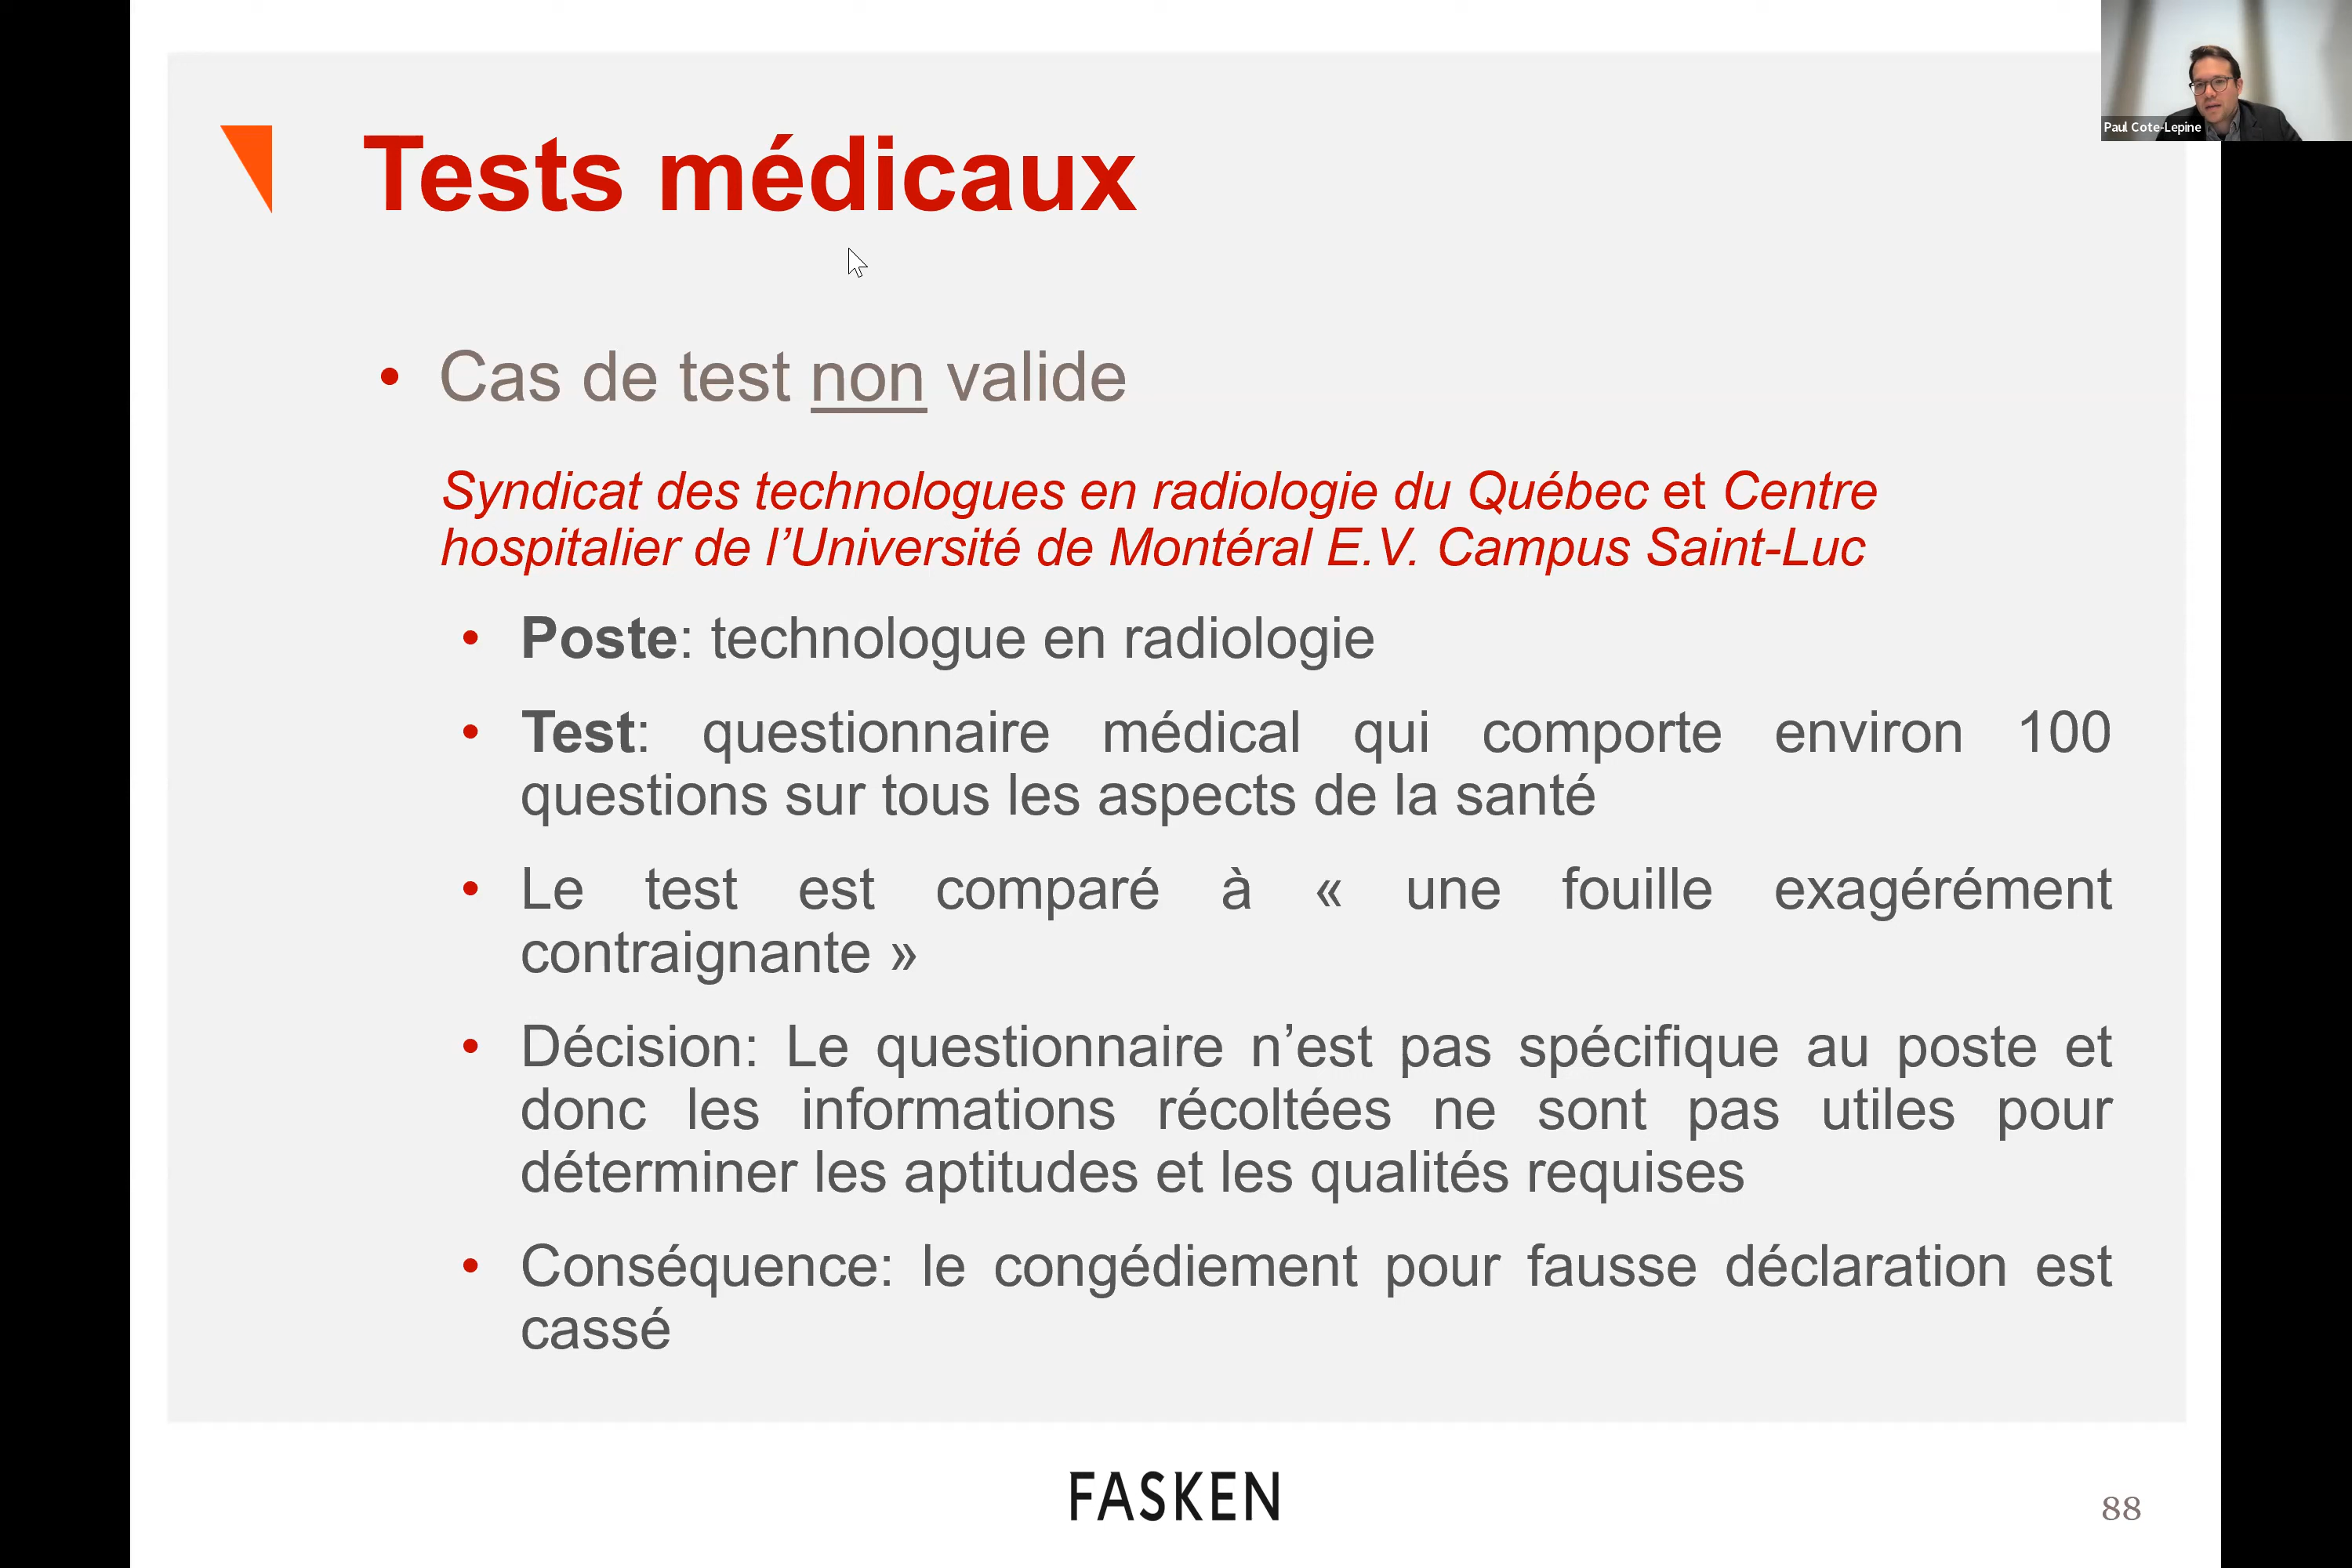 Paul Cote-Lepine
Tests médicaux
• Cas de test non valide
Syndicat des technologues en radiologie du Québec et Centre
hospitalier de l’Université de Montéral E.V. Campus Saint-Luc
• Poste: technologue en radiologie
• Test: questionnaire médical qui comporte environ 100
questions sur tous les aspects de la santé
• Le test est comparé à « une fouille exagérément
contraignante »
• Décision: Le questionnaire n’est pas spécifique au poste et
donc les informations récoltées ne sont pas utiles pour
déterminer les aptitudes et les qualités requises
• Conséquence: le congédiement pour fausse déclaration est
cassé
FASKEN
88